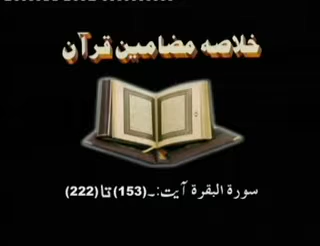 خلاصہ مضامین قرآن
سورۃ البقرۃ آیت:۔(153) تا (222)